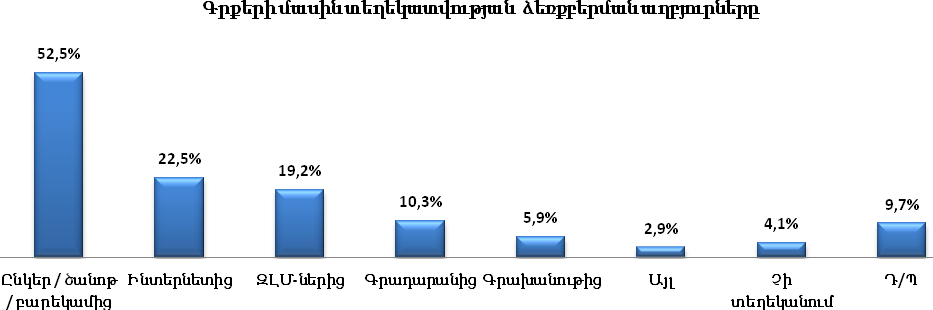 Գրքերի մասին տեղեկատվության ձեռքբերման աղբյուրները
52,5%
22,5%
19,2%
10,3%
5,9%
2,9%
4,1%
9,7%
Ընկեր / ծանոթ / բարեկամից
Ինտերնետից
ԶԼՄ-ներից
Գրադարանից
Գրախանութից
Այլ
Չի տեղեկանում
Դ/Պ